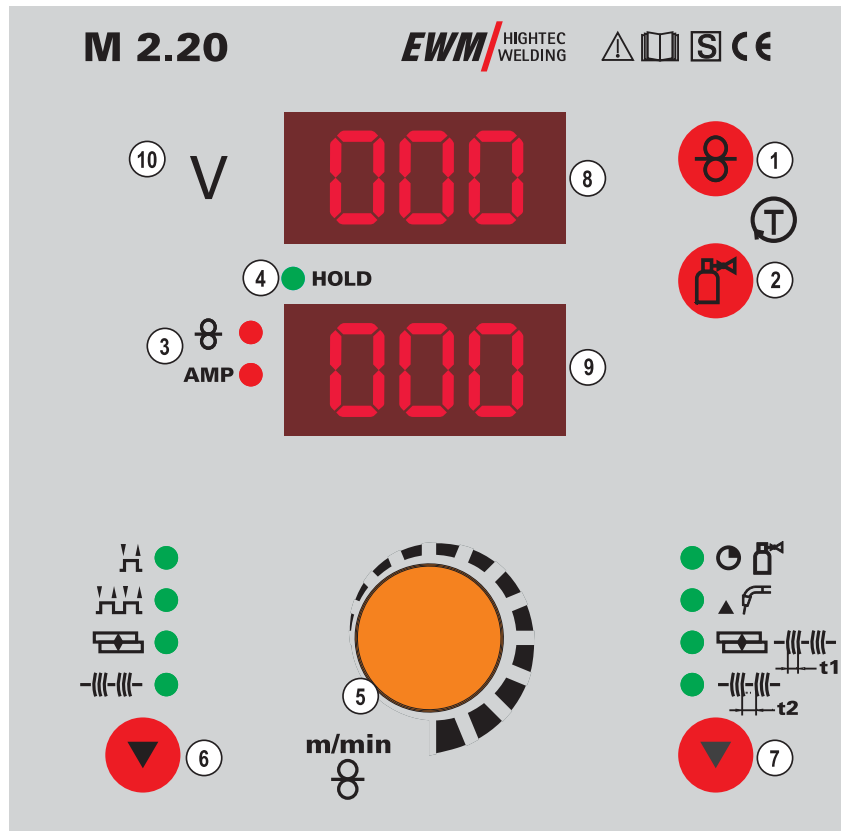 M 2.20
EWM HIGHTEC WELDING
S CE
10
V
000
8
1
T
4
HOLD
2
3
AMP
000
9
5
m/min
6
t1
t2
7